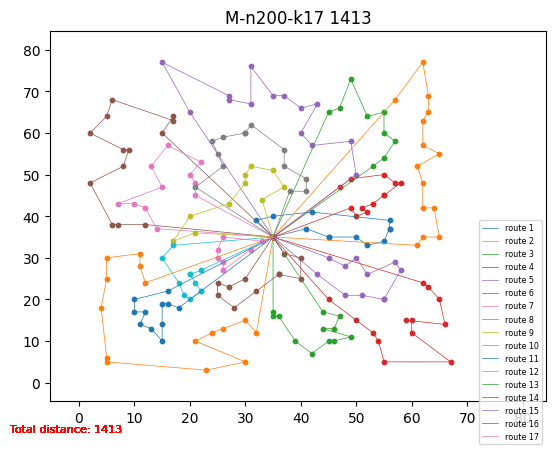 M-n200-k17 1413
80
70
60
50
40
30
20
10
0
0 10 20 30 40 50 60 70 80
route 1
route 2
route 3
route 4
route 5
route 6
route 7
route 8
route 9
route 10
route 11
route 12
route 13
route 14
route 15
route 16
route 17
Total distance: 1413